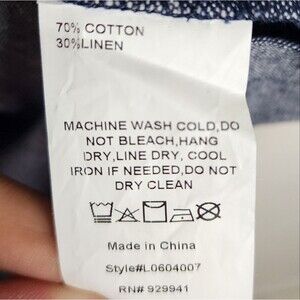 70% COTTON
30%LINEN
MACHINE WASH COLD,DO
NOT BLEACH,HANG
DRY,LINE DRY, COOL
IRON IF NEEDED,DO NOT
DRY CLEAN
Made in China
Style#L0604007
RN# 929941